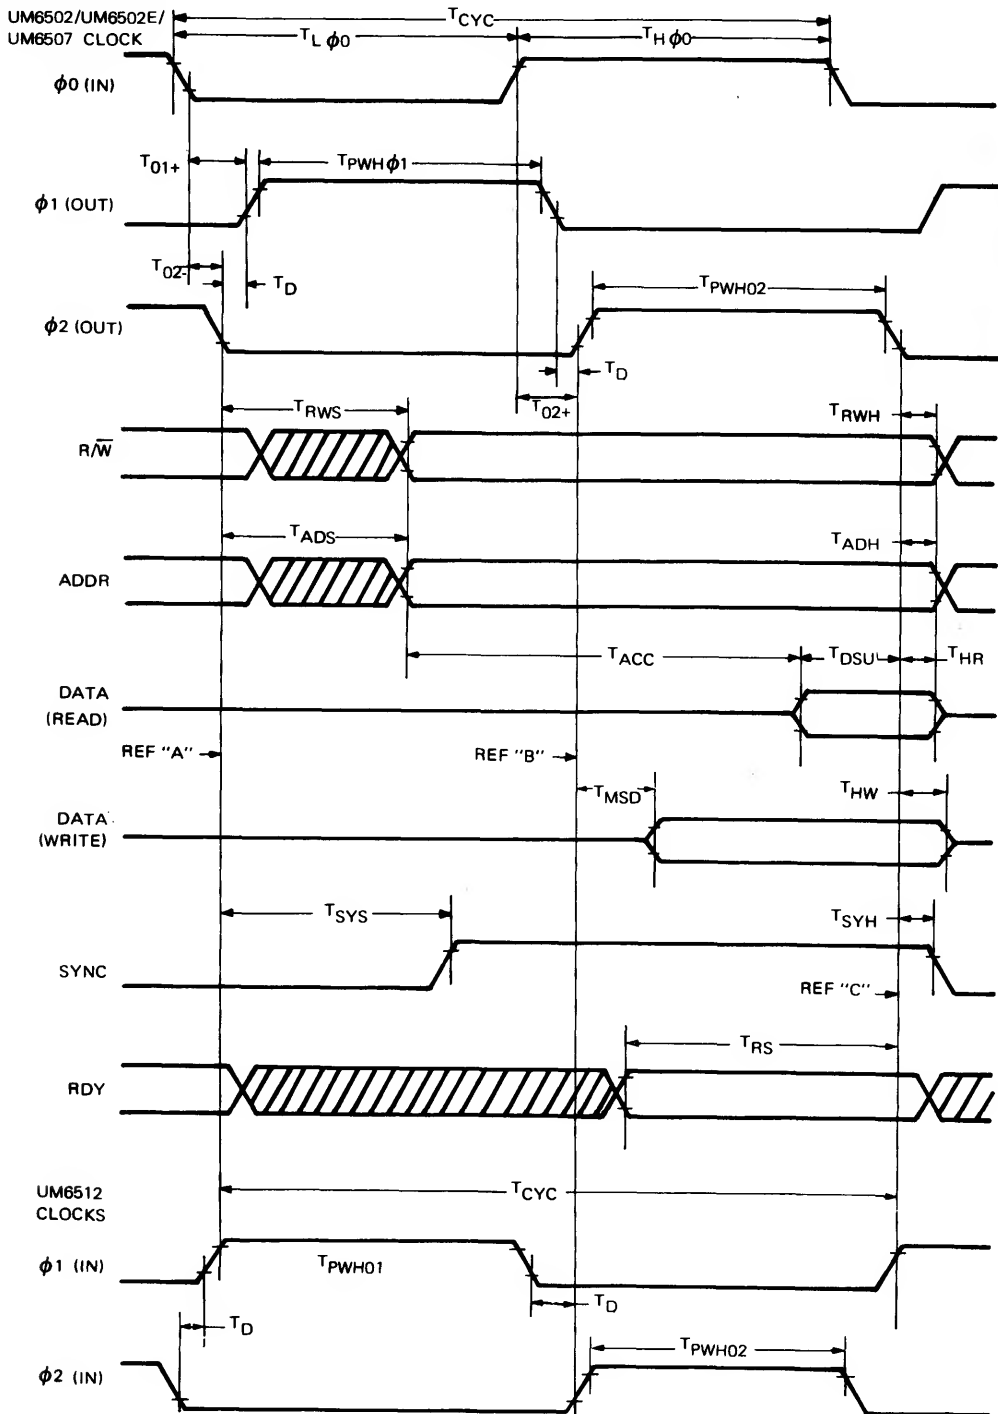 UM6502/UM6502E/
UM6507 CLOCK
TCYC
TL ϕ0
TH ϕ0
ϕ0 (IN)
T01+
TPWHϕ1
ϕ1 (OUT)
T02-
TD
TPWH02
ϕ2 (OUT)
TD
T02+
TRWS
TRWH
R/W̅
TADS
TADH
ADDR
TACC
TDSU
THR
DATA
(READ)
REF "A"
REF "B"
TMSD
THW
DATA
(WRITE)
TSYS
TSYH
SYNC
REF "C"
TRS
RDY
UM6512
CLOCKS
TCYC
ϕ1 (IN)
TPWH01
TD
TD
TPWH02
ϕ2 (IN)